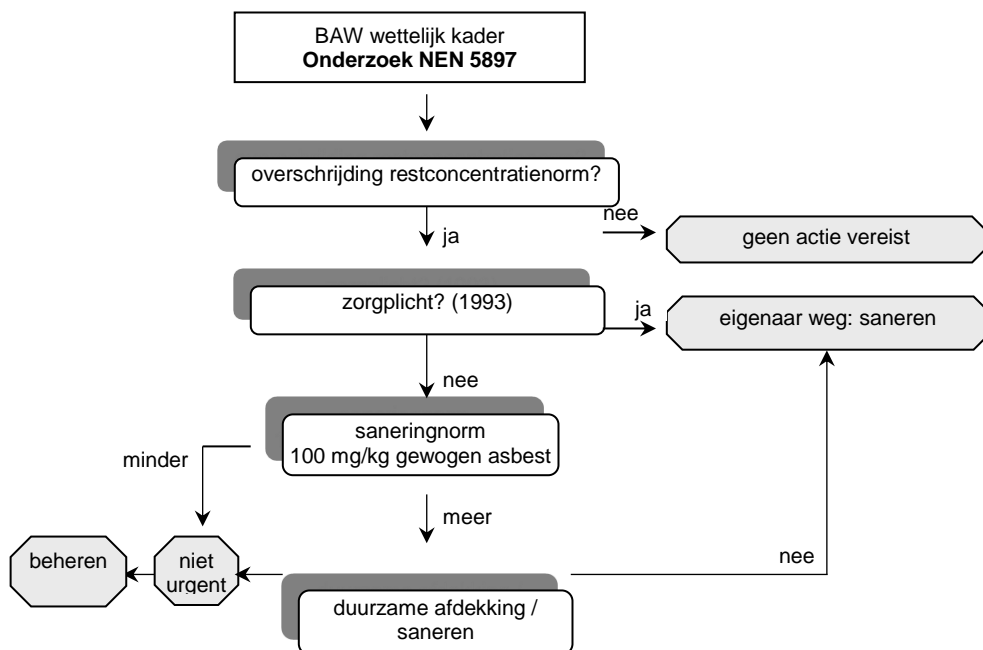 BAW wettelijk kader
Onderzoek NEN 5897
overschrijding restconcentratienorm?
nee
ja
geen actie vereist
zorgplicht? (1993)
ja
eigenaar weg: saneren
nee
saneringnorm
100 mg/kg gewogen asbest
minder
meer
beheren
niet
urgent
nee
duurzame afdekking /
saneren